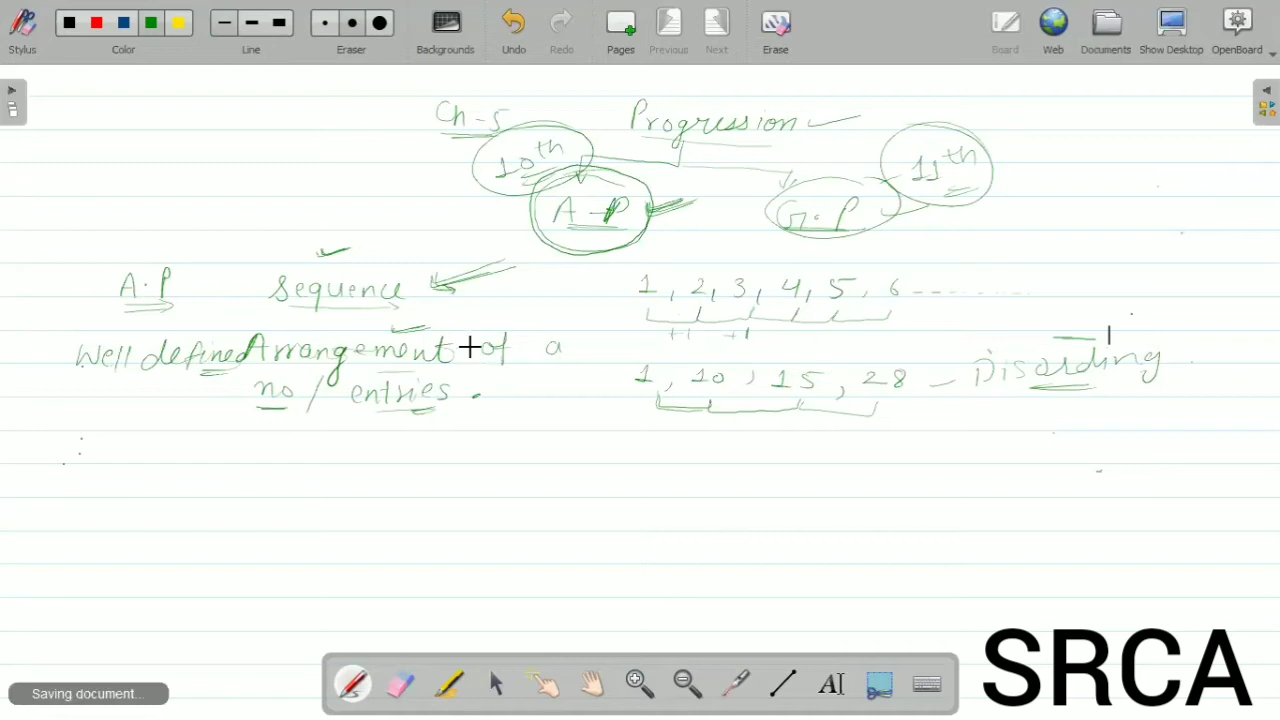 Stylus Color Line Eraser Backgrounds Undo Redo Pages Previous Next Erase Board Web Documents Show Desktop OpenBoard
Ch-5 Progression
10th 11th
A-P G.P
A.P Sequence 1, 2, 3, 4, 5, 6
+1 +1
Well defined Arrangement of a
no / entries.
1, 10, 15, 28 - Disording
Saving document...
SRCA